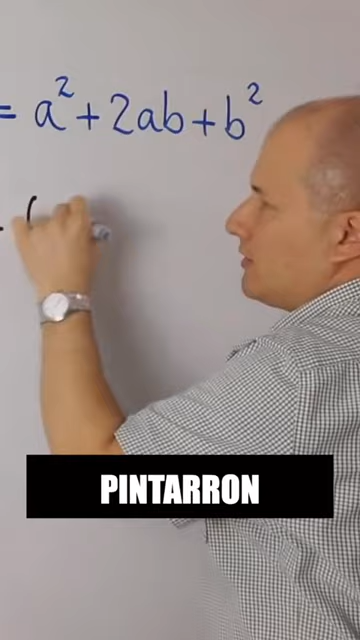 = a² + 2ab + b²
(
PINTARRON